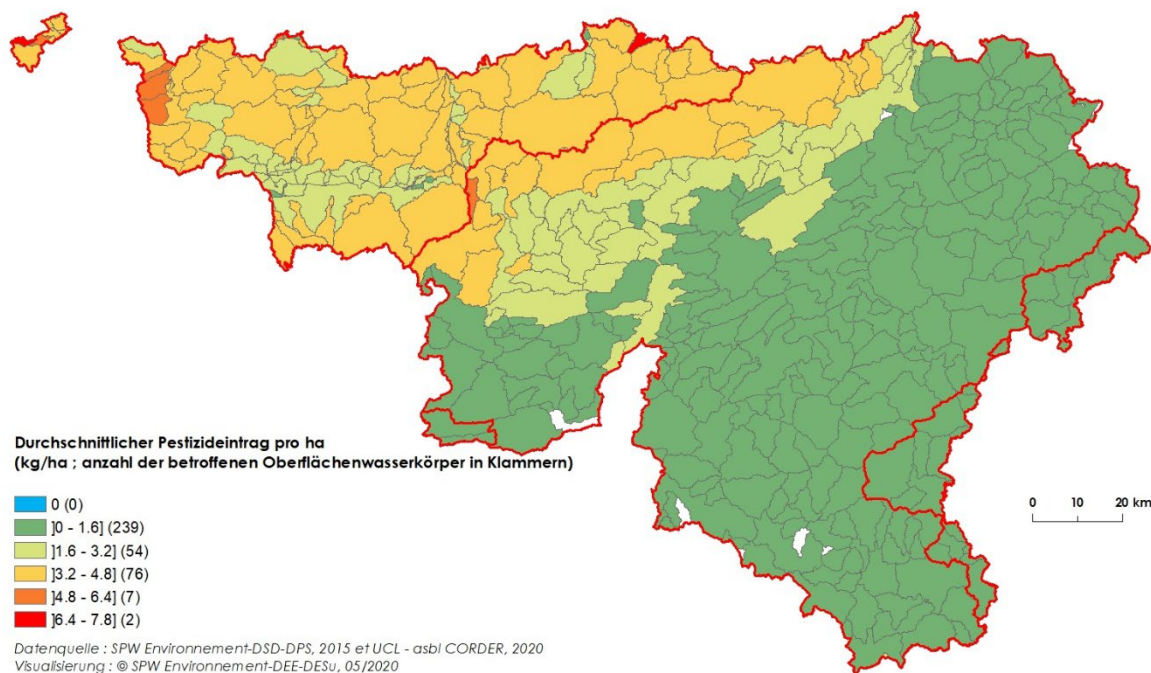 Durchschnittlicher Pestizideintrag pro ha
(kg/ha ; anzahl der betroffenen Oberflächenwasserkörper in Klammern)
0 (0)
]0 - 1.6] (239)
]1.6 - 3.2] (54)
]3.2 - 4.8] (76)
]4.8 - 6.4] (7)
]6.4 - 7.8] (2)
0 10 20 km
Datenquelle : SPW Environnement-DSD-DPS, 2015 et UCL - asbl CORDER, 2020
Visualisierung : © SPW Environnement-DEE-DESu, 05/2020